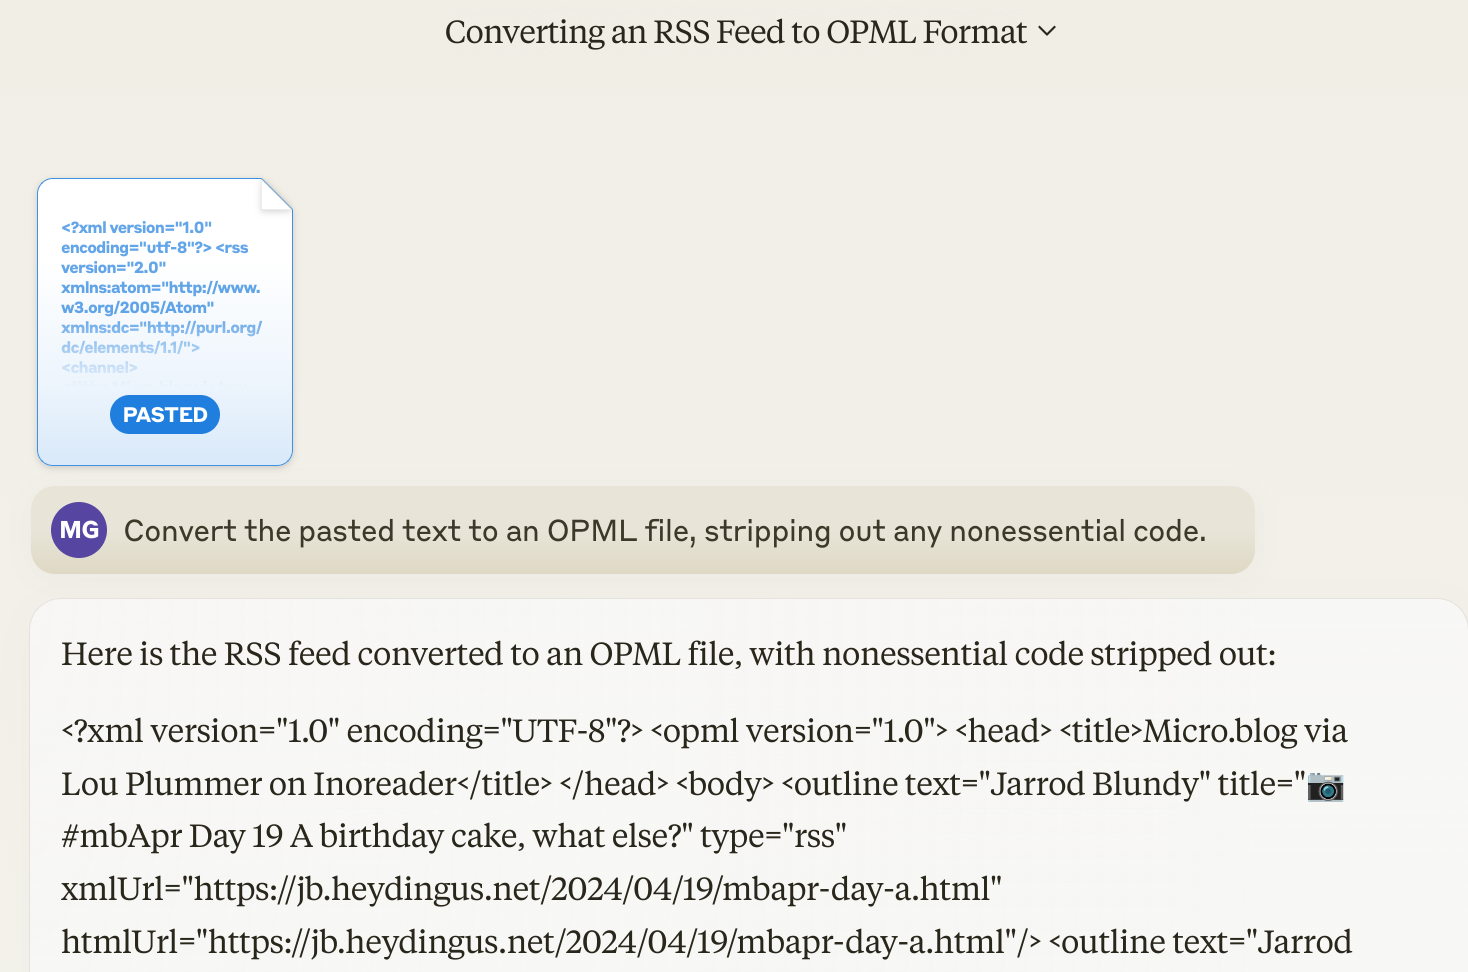 Converting an RSS Feed to OPML Format
<?xml version="1.0"
encoding="utf-8"?> <rss
version="2.0"
xmlns:atom="http://www.
w3.org/2005/Atom"
xmlns:dc="http://purl.org/
dc/elements/1.1/">
<channel>
PASTED
MG Convert the pasted text to an OPML file, stripping out any nonessential code.
Here is the RSS feed converted to an OPML file, with nonessential code stripped out:
<?xml version="1.0" encoding="UTF-8"?> <opml version="1.0"> <head> <title>Micro.blog via
Lou Plummer on Inoreader</title> </head> <body> <outline text="Jarrod Blundy" title="📷
#mbApr Day 19 A birthday cake, what else?" type="rss"
xmlUrl="https://jb.heydingus.net/2024/04/19/mbapr-day-a.html"
htmlUrl="https://jb.heydingus.net/2024/04/19/mbapr-day-a.html"/> <outline text="Jarrod